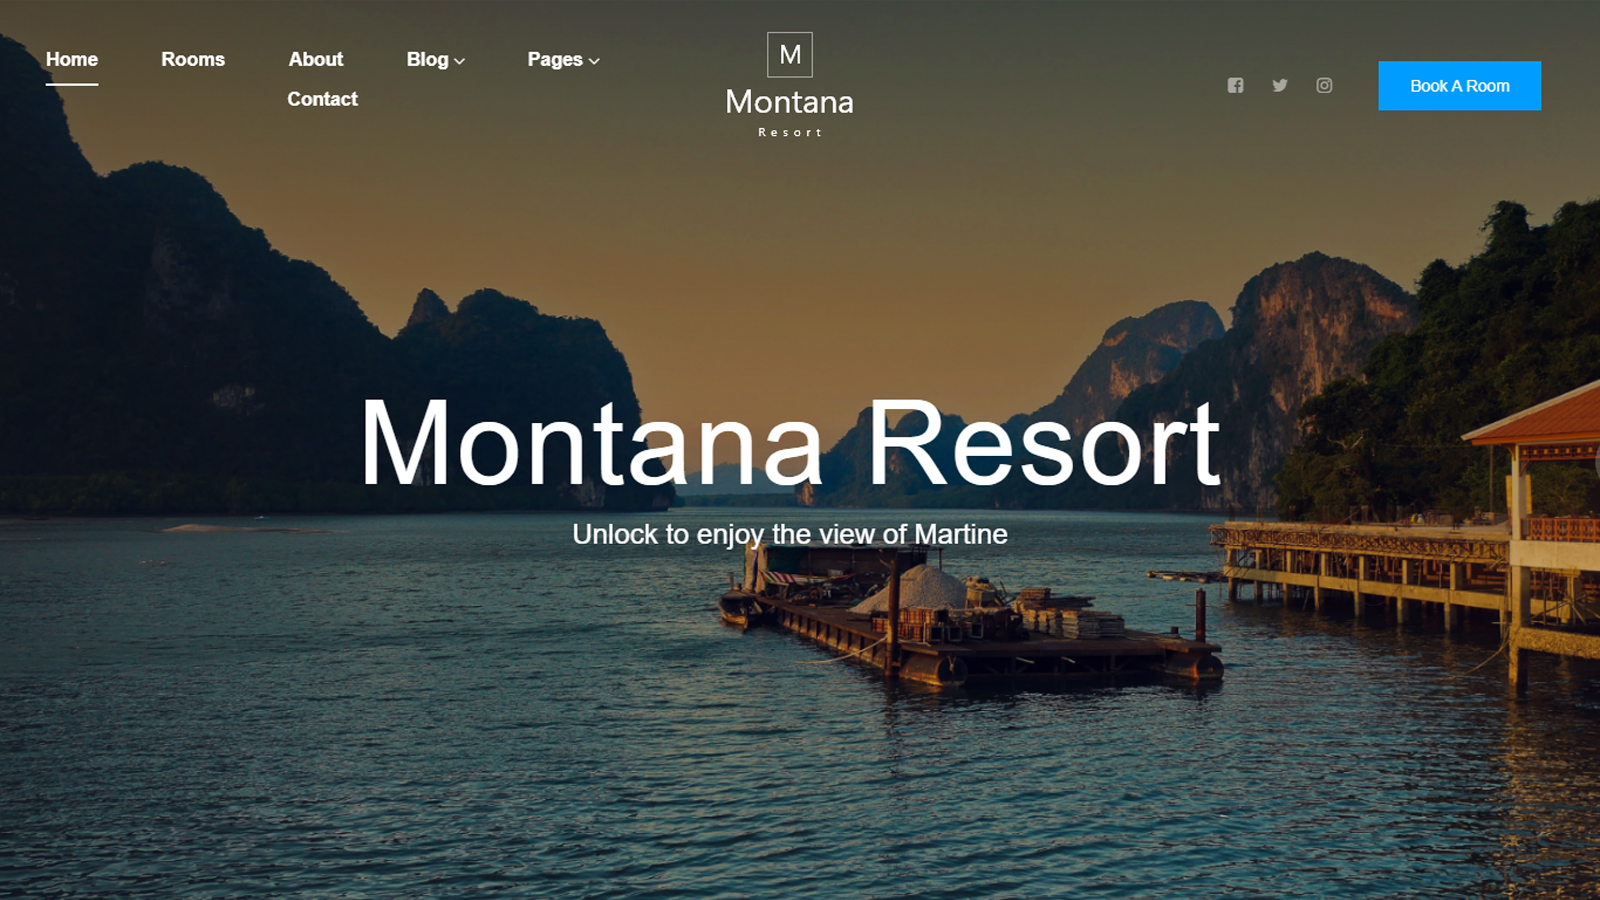 Home Rooms About Blog Pages
Contact
M
Montana
Resort
Book A Room
Montana Resort
Unlock to enjoy the view of Martine